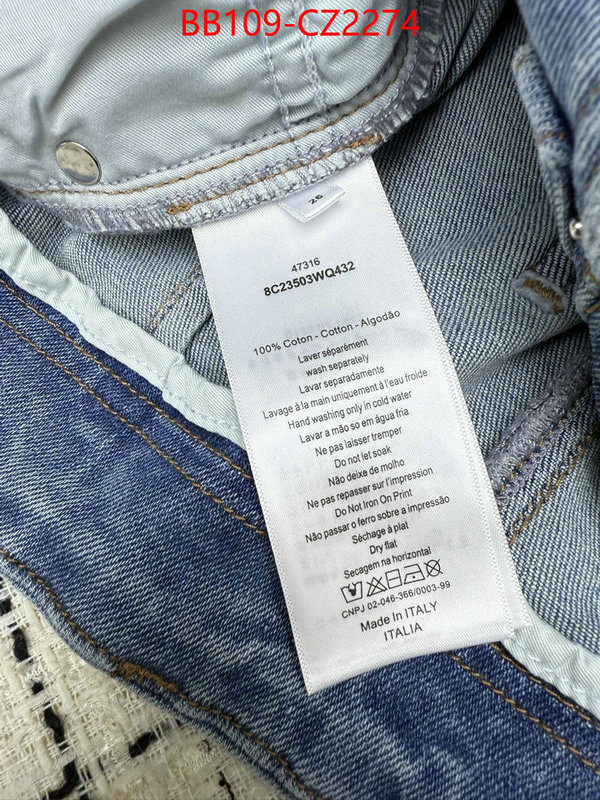 BB109-CZ2274
26
47316
8C23503WQ432
100% Coton - Cotton - Algodão
Laver séparément
wash separately
Lavar separadamente
Lavage à la main uniquement à l'eau froide
Hand washing only in cold water
Lavar a mão so em água fria
Ne pas laisser tremper
Do not let soak
Não deixe de molho
Ne pas repasser sur l'impression
Do Not Iron On Print
Não passar o ferro sobre a impressão
Séchage à plat
Dry flat
Secagem na horizontal
CNPJ 02-046-366/0003-99
Made in ITALY
ITALIA